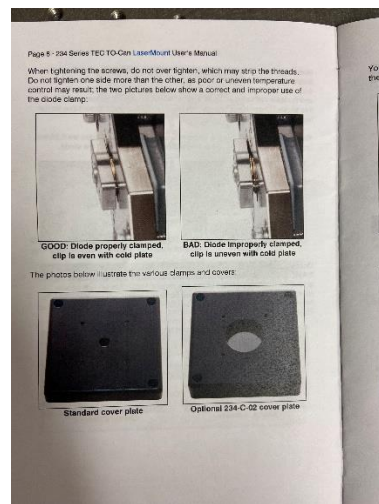 Page 8 - 234 Series TEC TO-Can LaserMount User's Manual
When tightening the screws, do not over tighten, which may strip the threads.
Do not tighten one side more than the other, as poor or uneven temperature
control may result; the two pictures below show a correct and improper use of
the diode clamp:
GOOD: Diode properly clamped,
clip is even with cold plate
BAD: Diode improperly clamped,
clip is uneven with cold plate
The photos below illustrate the various clamps and covers:
Standard cover plate
Optional 234-C-02 cover plate
Yo
the